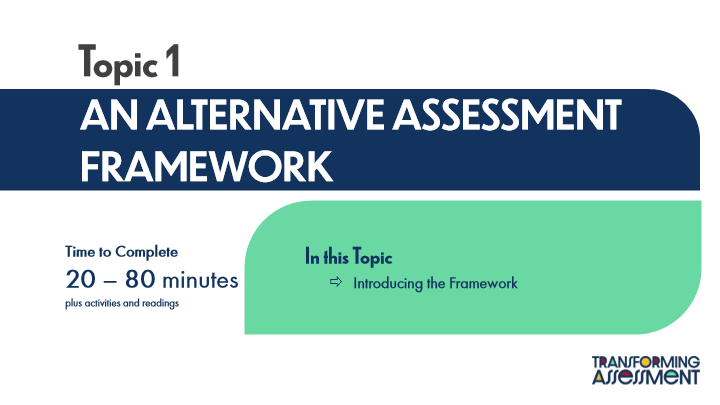 Topic 1
AN ALTERNATIVE ASSESSMENT
FRAMEWORK
Time to Complete
20 – 80 minutes
plus activities and readings
In this Topic
⇨ Introducing the Framework
TRANSFORMING
ASSESSMENT